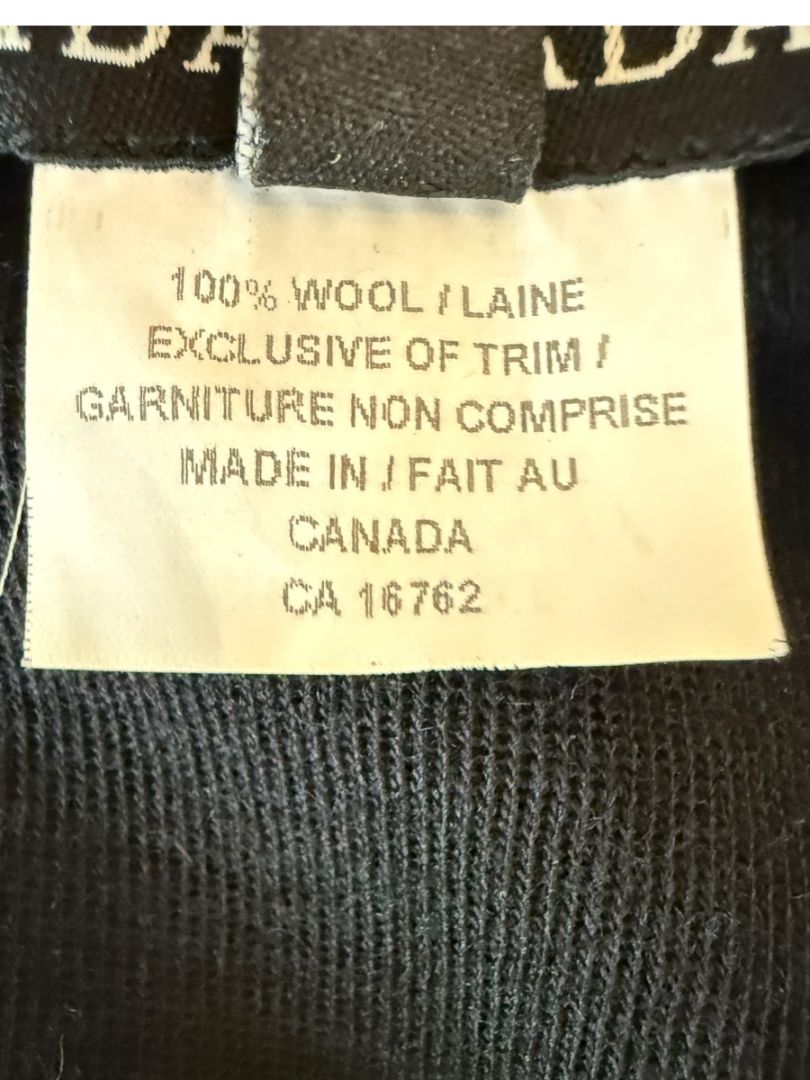 100% WOOL / LAINE
EXCLUSIVE OF TRIM /
GARNITURE NON COMPRISE
MADE IN / FAIT AU
CANADA
CA 16762